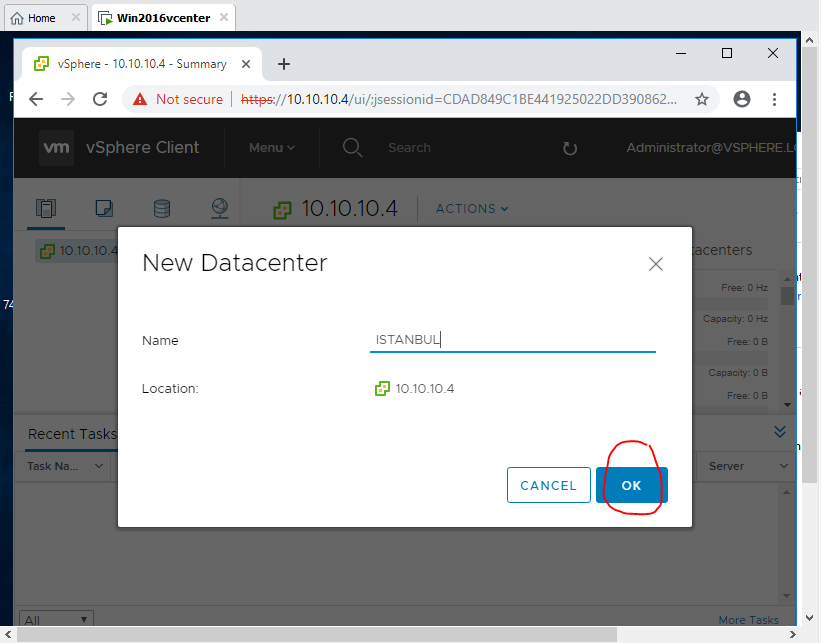 Home
Win2016vcenter
vSphere - 10.10.10.4 - Summary
Not secure
https://10.10.10.4/ui/;jsessionid=CDAD849C1BE441925022DD390862...
vm
vSphere Client
Menu
Search
Administrator@VSPHERE.LO
10.10.10.4
ACTIONS
10.10.10.4
atacenters
New Datacenter
Free: 0 Hz
Name
ISTANBUL
Capacity: 0 Hz
Free: 0 B
Location:
10.10.10.4
Capacity: 0 B
Free: 0 B
Recent Tasks
Task Na...
Server
CANCEL
OK
All
More Tasks
74